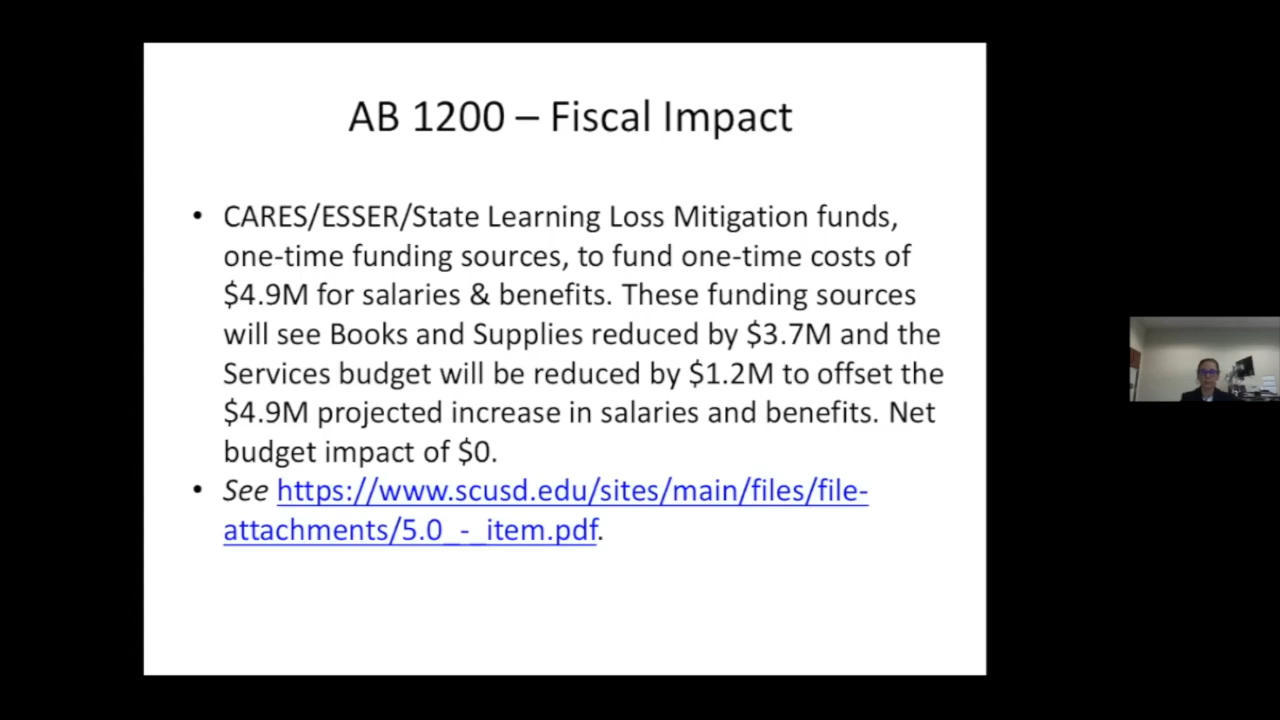 AB 1200 – Fiscal Impact
• CARES/ESSER/State Learning Loss Mitigation funds,
one-time funding sources, to fund one-time costs of
$4.9M for salaries & benefits. These funding sources
will see Books and Supplies reduced by $3.7M and the
Services budget will be reduced by $1.2M to offset the
$4.9M projected increase in salaries and benefits. Net
budget impact of $0.
• See https://www.scusd.edu/sites/main/files/file-
attachments/5.0_-_item.pdf.